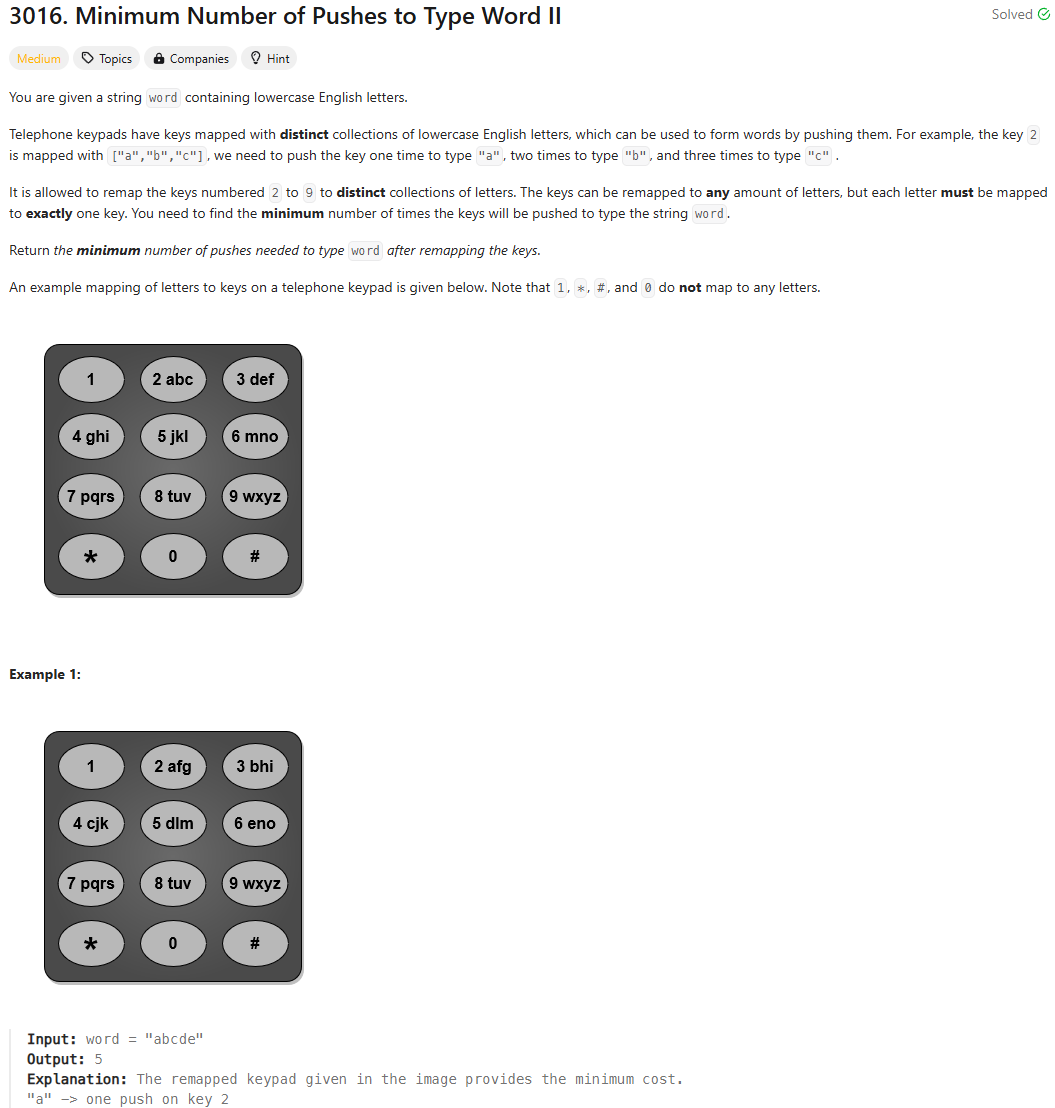 3016. Minimum Number of Pushes to Type Word II
Solved
Medium
Topics
Companies
Hint
You are given a string word containing lowercase English letters.
Telephone keypads have keys mapped with distinct collections of lowercase English letters, which can be used to form words by pushing them. For example, the key 2
is mapped with ["a","b","c"], we need to push the key one time to type "a", two times to type "b", and three times to type "c" .
It is allowed to remap the keys numbered 2 to 9 to distinct collections of letters. The keys can be remapped to any amount of letters, but each letter must be mapped
to exactly one key. You need to find the minimum number of times the keys will be pushed to type the string word.
Return the minimum number of pushes needed to type word after remapping the keys.
An example mapping of letters to keys on a telephone keypad is given below. Note that 1, *, #, and 0 do not map to any letters.
1
2 abc
3 def
4 ghi
5 jkl
6 mno
7 pqrs
8 tuv
9 wxyz
*
0
#
Example 1:
1
2 afg
3 bhi
4 cjk
5 dlm
6 eno
7 pqrs
8 tuv
9 wxyz
*
0
#
Input: word = "abcde"
Output: 5
Explanation: The remapped keypad given in the image provides the minimum cost.
"a" -> one push on key 2